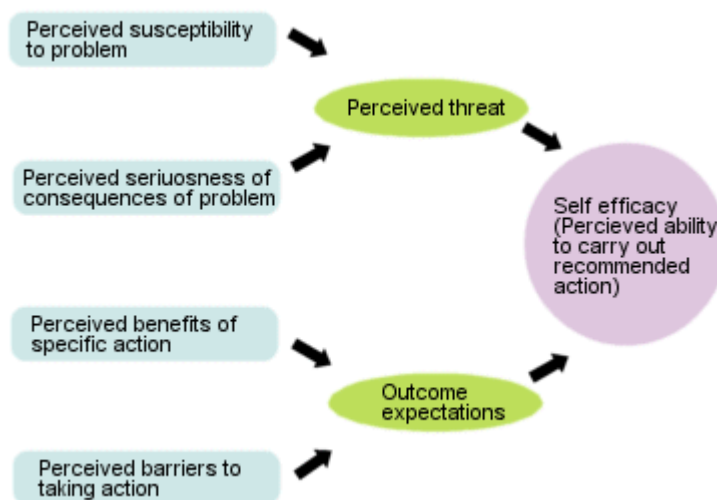 Perceived susceptibility
to problem
Perceived threat
Perceived seriuosness of
consequences of problem
Self efficacy
(Percieved ability
to carry out
recommended
action)
Perceived benefits of
specific action
Outcome
expectations
Perceived barriers to
taking action